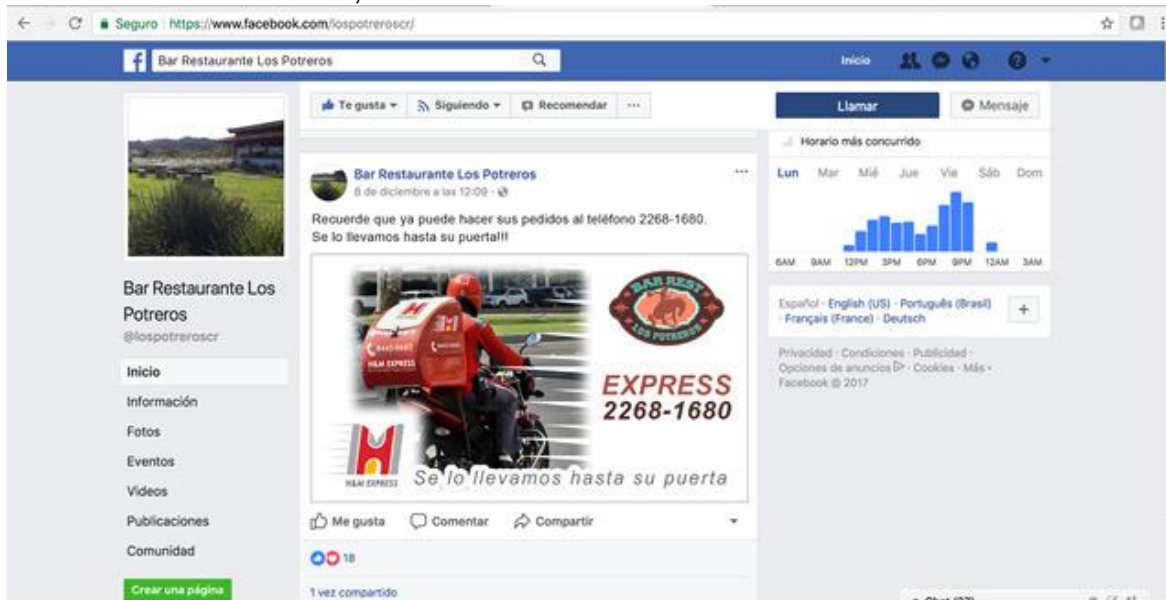 Seguro https://www.facebook.com/lospotreroscr/
f Bar Restaurante Los Potreros
Inicio
Te gusta Siguiendo Recomendar
Llamar Mensaje
Bar Restaurante Los Potreros
@lospotreroscr
Inicio
Información
Fotos
Eventos
Videos
Publicaciones
Comunidad
Crear una página
Bar Restaurante Los Potreros
8 de diciembre a las 12:09
Recuerde que ya puede hacer sus pedidos al teléfono 2268-1680.
Se lo llevamos hasta su puerta!!!
H&M EXPRESS
BAR REST
LOS POTREROS
EXPRESS
2268-1680
H&M EXPRESS
Se lo llevamos hasta su puerta
Me gusta Comentar Compartir
18
1 vez compartido
Horario más concurrido
Lun Mar Mié Jue Vie Sáb Dom
6AM 9AM 12PM 3PM 6PM 9PM 12AM 3AM
Español · English (US) · Português (Brasil)
· Français (France) · Deutsch
+
Privacidad · Condiciones · Publicidad ·
Opciones de anuncios · Cookies · Más
Facebook © 2017